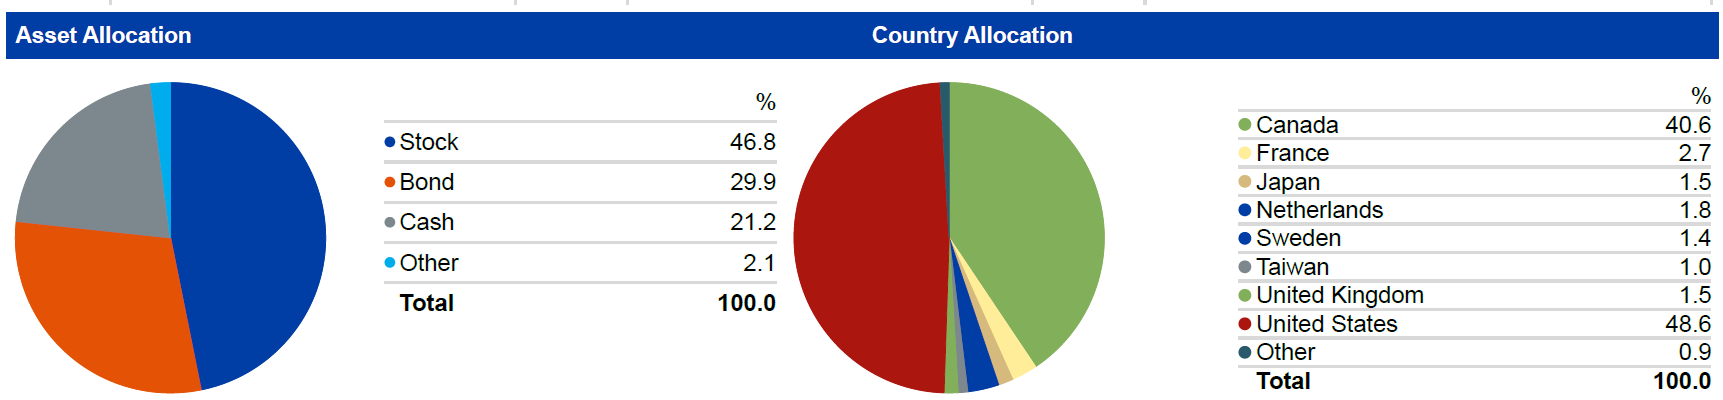 Asset Allocation
Country Allocation
%
Stock 46.8
Bond 29.9
Cash 21.2
Other 2.1
Total 100.0
%
Canada 40.6
France 2.7
Japan 1.5
Netherlands 1.8
Sweden 1.4
Taiwan 1.0
United Kingdom 1.5
United States 48.6
Other 0.9
Total 100.0